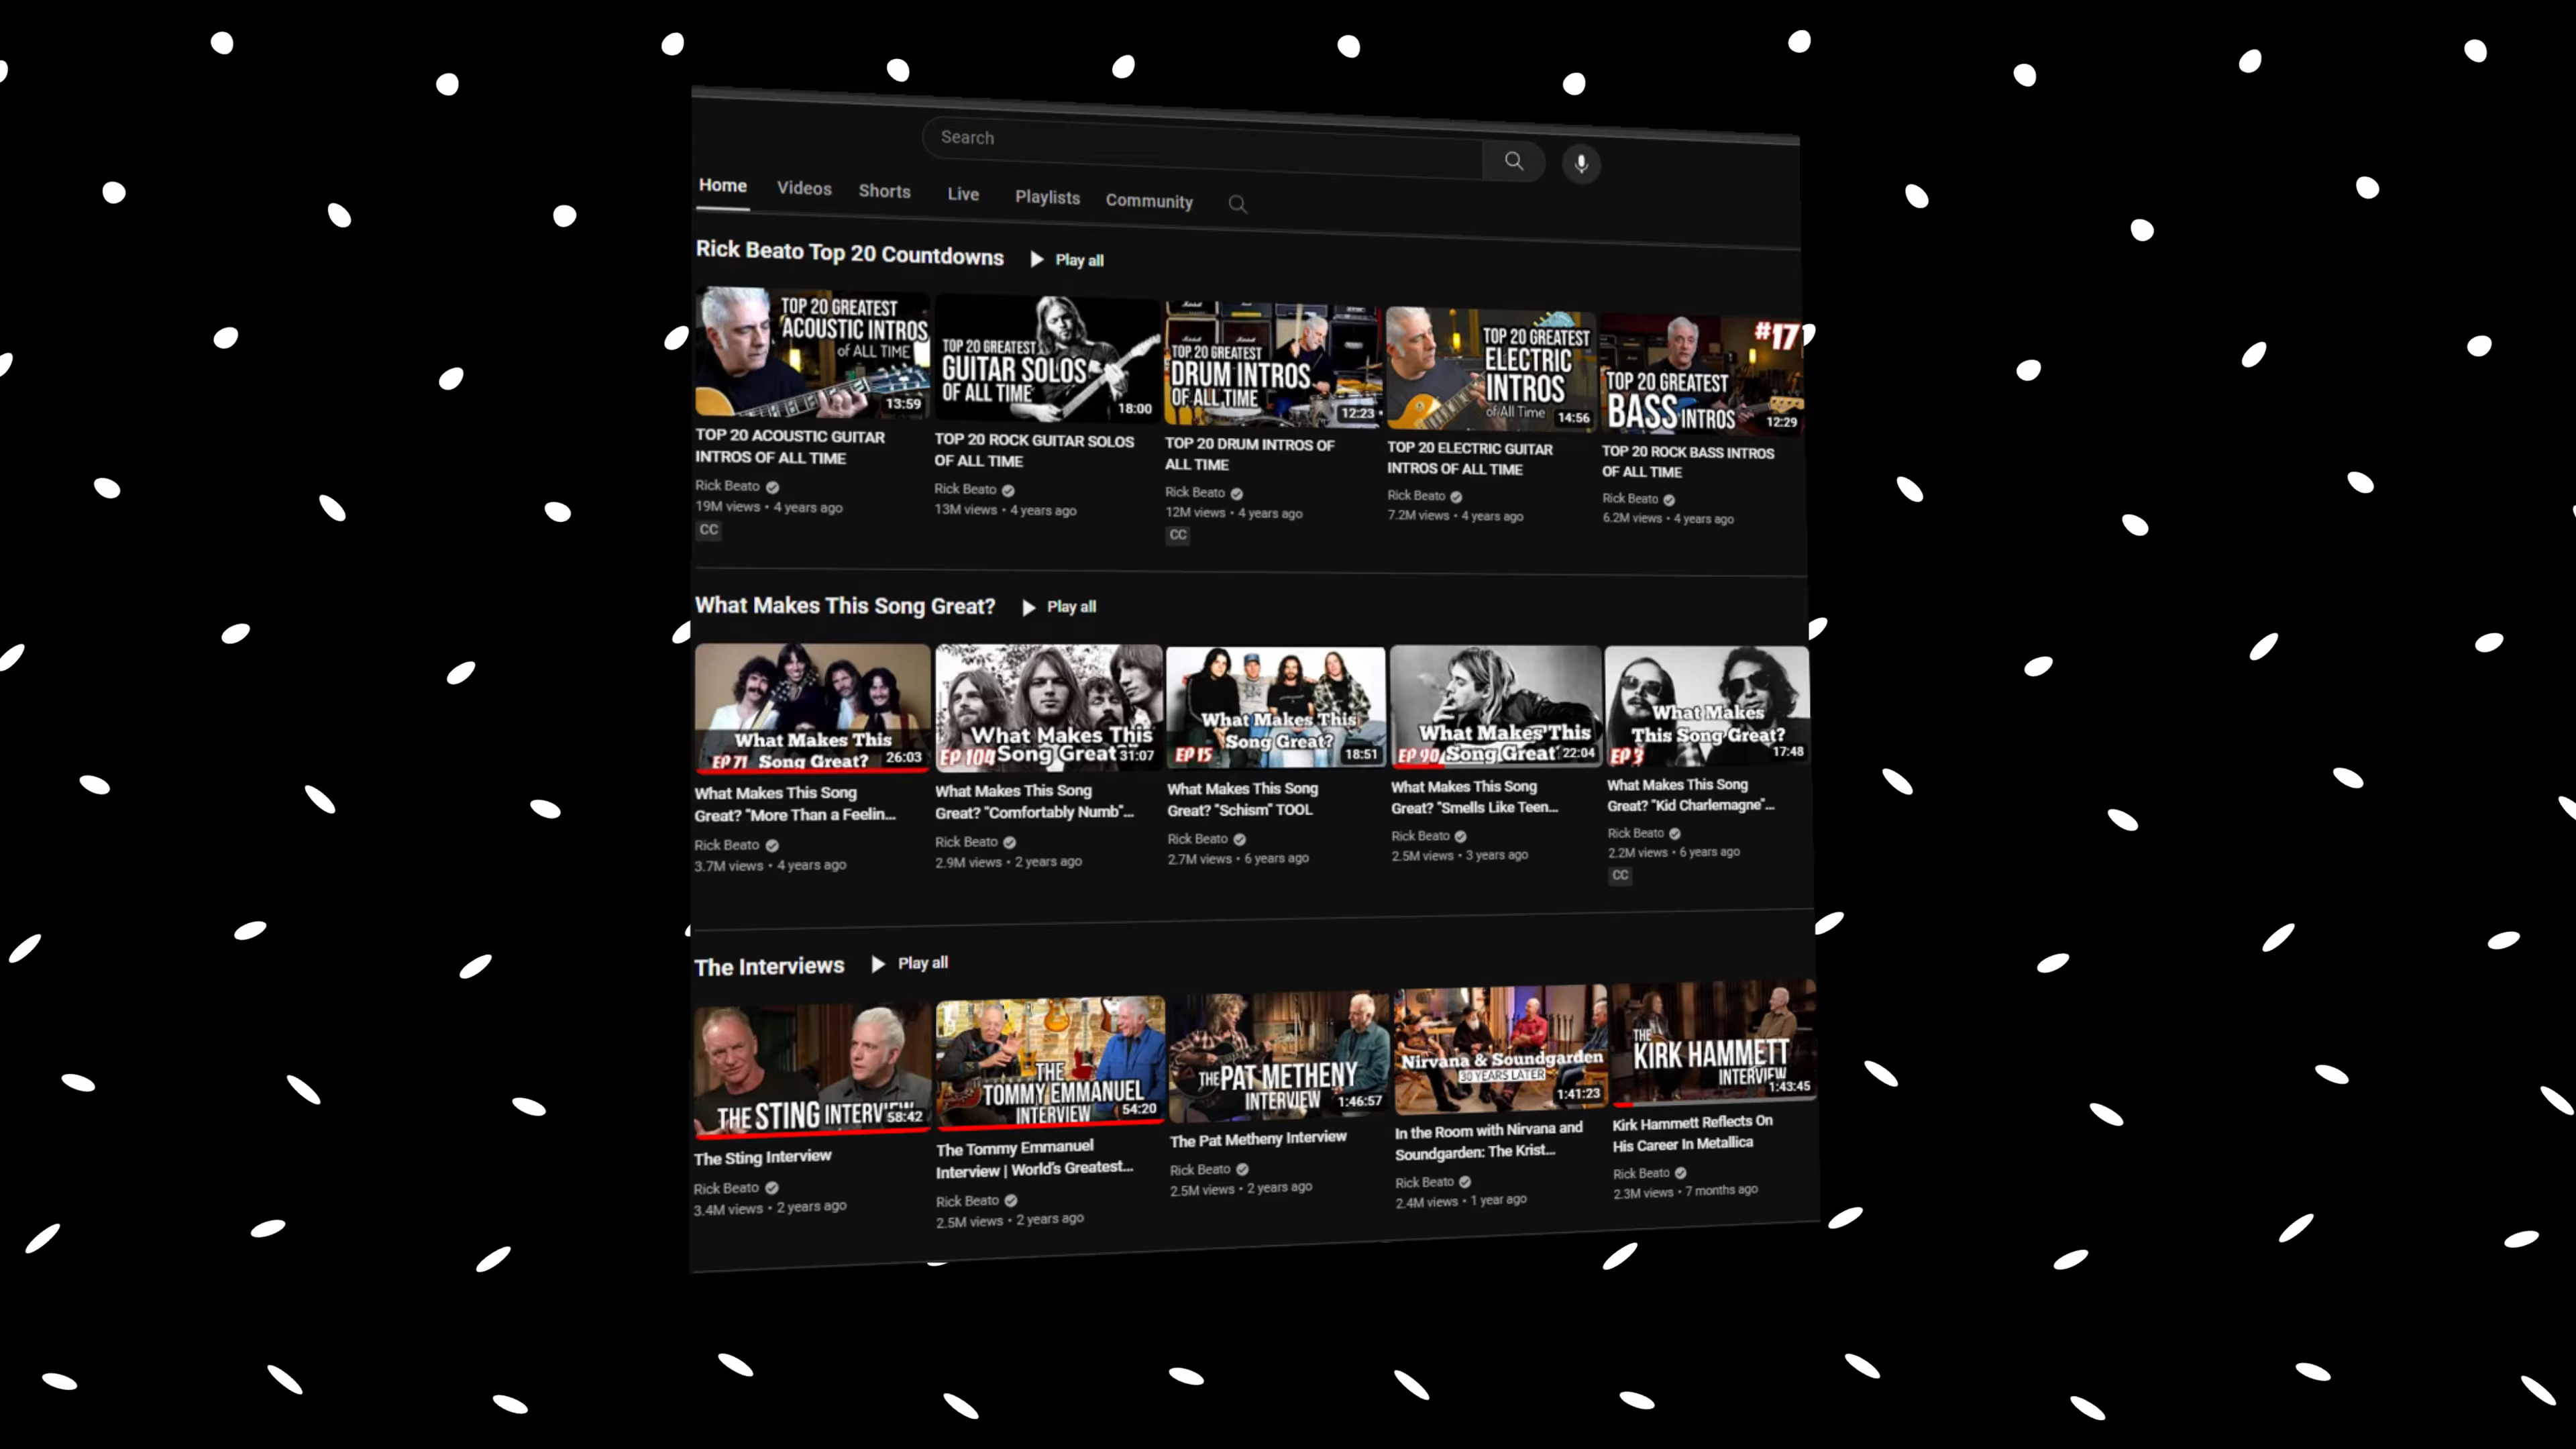 Search
Home Videos Shorts Live Playlists Community
Rick Beato Top 20 Countdowns Play all
TOP 20 GREATEST
ACOUSTIC INTROS
of ALL TIME
13:59
TOP 20 GREATEST
GUITAR SOLOS
OF ALL TIME
18:00
TOP 20 GREATEST
DRUM INTROS
OF ALL TIME
12:23
TOP 20 GREATEST
ELECTRIC
INTROS
of All Time
14:56
#17
TOP 20 GREATEST
BASS INTROS
12:29
TOP 20 ACOUSTIC GUITAR
INTROS OF ALL TIME
Rick Beato
19M views • 4 years ago
CC
TOP 20 ROCK GUITAR SOLOS
OF ALL TIME
Rick Beato
13M views • 4 years ago
TOP 20 DRUM INTROS OF
ALL TIME
Rick Beato
12M views • 4 years ago
CC
TOP 20 ELECTRIC GUITAR
INTROS OF ALL TIME
Rick Beato
7.2M views • 4 years ago
TOP 20 ROCK BASS INTROS
OF ALL TIME
Rick Beato
6.2M views • 4 years ago
What Makes This Song Great? Play all
What Makes This
EP 71 Song Great? 26:03
What Makes This
EP 104 Song Great 31:07
What Makes This
EP 15 Song Great? 18:51
What Makes This
EP 90 Song Great 22:04
What Makes
This Song Great?
EP 3 17:48
What Makes This Song
Great? "More Than a Feelin...
Rick Beato
3.7M views • 4 years ago
What Makes This Song
Great? "Comfortably Numb"...
Rick Beato
2.9M views • 2 years ago
What Makes This Song
Great? "Schism" TOOL
Rick Beato
2.7M views • 6 years ago
What Makes This Song
Great? "Smells Like Teen...
Rick Beato
2.5M views • 3 years ago
What Makes This Song
Great? "Kid Charlemagne"...
Rick Beato
2.2M views • 6 years ago
CC
The Interviews Play all
THE STING INTERVIEW 58:42
THE
TOMMY EMMANUEL
INTERVIEW 54:20
THE PAT METHENY
INTERVIEW 1:46:57
Nirvana & Soundgarden
30 YEARS LATER
1:41:23
THE
KIRK HAMMETT
INTERVIEW
1:43:45
The Sting Interview
Rick Beato
3.4M views • 2 years ago
The Tommy Emmanuel
Interview | World's Greatest...
Rick Beato
2.5M views • 2 years ago
The Pat Metheny Interview
Rick Beato
2.5M views • 2 years ago
In the Room with Nirvana and
Soundgarden: The Krist...
Rick Beato
2.4M views • 1 year ago
Kirk Hammett Reflects On
His Career In Metallica
Rick Beato
2.3M views • 7 months ago